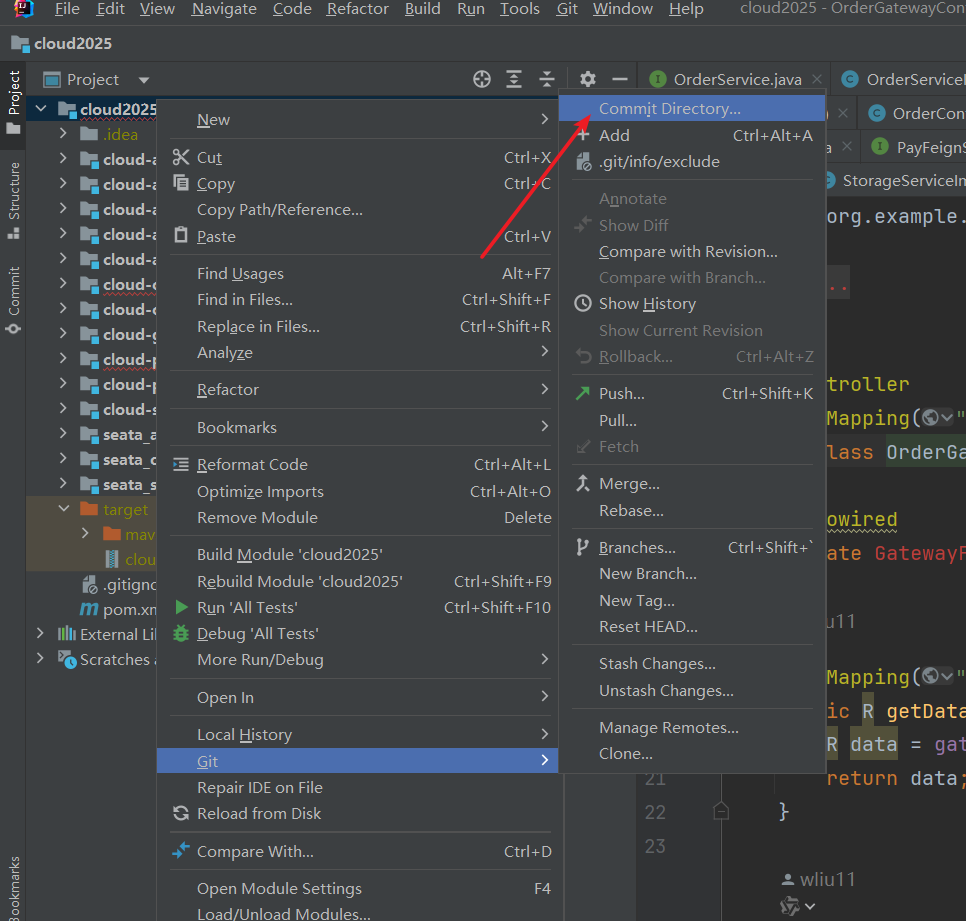 File Edit View Navigate Code Refactor Build Run Tools Git Window Help cloud2025 - OrderGatewayCon
cloud2025
Project
OrderService.java
OrderServiceI
cloud2025
New
Commit Directory...
OrderCont
.idea
Add Ctrl+Alt+A
PayFeignS
cloud-a
Cut Ctrl+X
.git/info/exclude
cloud-a
Copy Ctrl+C
StorageServiceIm
cloud-a
Copy Path/Reference...
Annotate
org.example.
cloud-a
Paste Ctrl+V
Show Diff
cloud-a
Compare with Revision...
cloud-c
Find Usages Alt+F7
Compare with Branch...
..
cloud-c
Find in Files... Ctrl+Shift+F
Show History
cloud-g
Replace in Files... Ctrl+Shift+R
Show Current Revision
cloud-p
Analyze
Rollback... Ctrl+Alt+Z
cloud-p
Refactor
Push... Ctrl+Shift+K
troller
cloud-s
Pull...
Mapping( "
seata_a
Bookmarks
Fetch
lass OrderGa
seata_c
Reformat Code Ctrl+Alt+L
Merge...
seata_s
Optimize Imports Ctrl+Alt+O
Rebase...
target
Remove Module Delete
owired
mav
Build Module 'cloud2025'
Branches... Ctrl+Shift+`
ate GatewayF
clou
Rebuild Module 'cloud2025' Ctrl+Shift+F9
New Branch...
.gitigno
Run 'All Tests' Ctrl+Shift+F10
New Tag...
pom.xm
Debug 'All Tests'
Reset HEAD...
iu11
External Li
More Run/Debug
Stash Changes...
Scratches a
Open In
Unstash Changes...
Mapping( "
Local History
Manage Remotes...
ic R getData
Git
Clone...
R data = gat
Repair IDE on File
21 return data;
Reload from Disk
22 }
Compare With... Ctrl+D
23
Open Module Settings F4
wliu11
Load/Unload Modules...
Project
Structure
Commit
Bookmarks